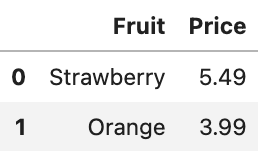 Fruit Price
0 Strawberry 5.49
1 Orange 3.99